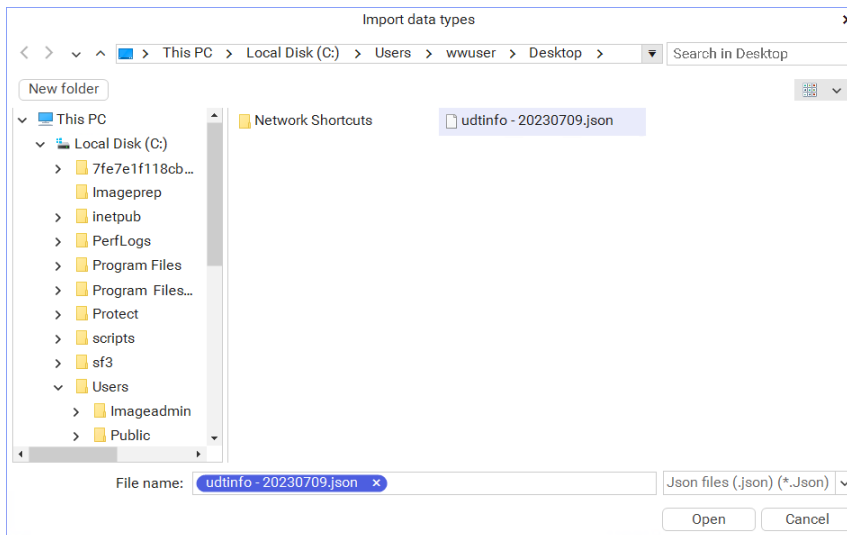 Import data types
This PC > Local Disk (C:) > Users > wwuser > Desktop >
Search in Desktop
New folder
This PC
Local Disk (C:)
7fe7e1f118cb...
Imageprep
inetpub
PerfLogs
Program Files
Program Files...
Protect
scripts
sf3
Users
Imageadmin
Public
Network Shortcuts
udtinfo - 20230709.json
File name: udtinfo - 20230709.json ×
Json files (.json) (*.Json)
Open
Cancel